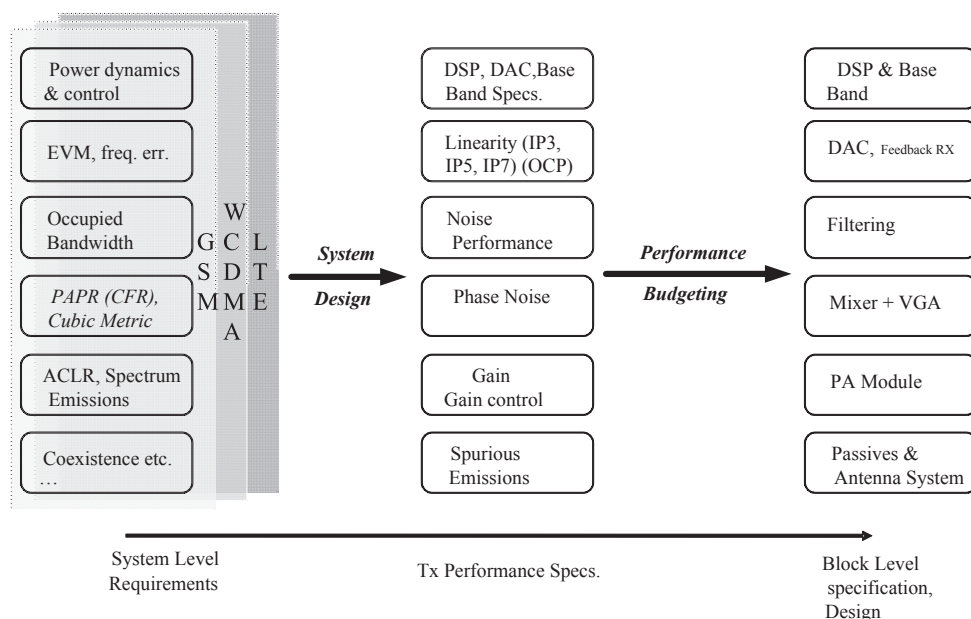 Power dynamics
& control
EVM, freq. err.
Occupied
Bandwidth
PAPR (CFR),
Cubic Metric
ACLR, Spectrum
Emissions
Coexistence etc.
…
GSM
WCDMA
LTE
System
Design
DSP, DAC,Base
Band Specs.
Linearity (IP3,
IP5, IP7) (OCP)
Noise
Performance
Phase Noise
Gain
Gain control
Spurious
Emissions
Performance
Budgeting
DSP & Base
Band
DAC, Feedback RX
Filtering
Mixer + VGA
PA Module
Passives &
Antenna System
System Level
Requirements
Tx Performance Specs.
Block Level
specification,
Design